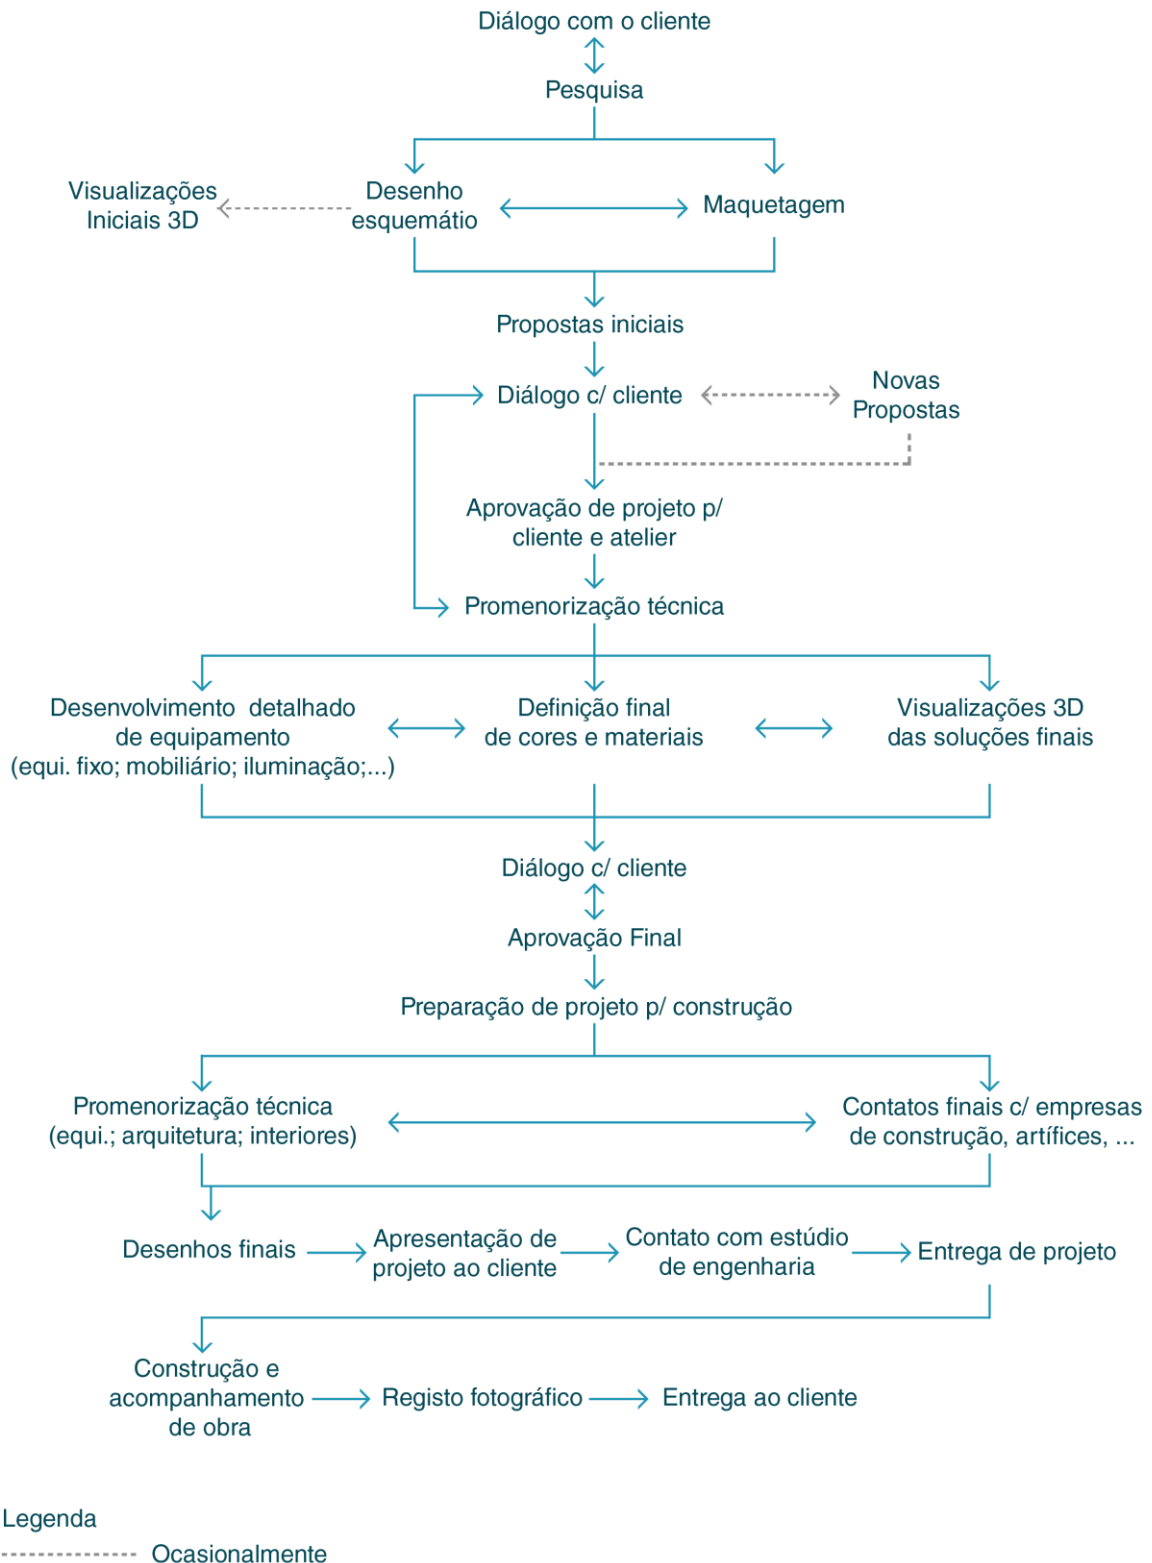 Diálogo com o cliente
Pesquisa
Visualizações
Iniciais 3D
Desenho
esquemátio
Maquetagem
Propostas iniciais
Diálogo c/ cliente
Novas
Propostas
Aprovação de projeto p/
cliente e atelier
Promenorização técnica
Desenvolvimento detalhado
de equipamento
(equi. fixo; mobiliário; iluminação;...)
Definição final
de cores e materiais
Visualizações 3D
das soluções finais
Diálogo c/ cliente
Aprovação Final
Preparação de projeto p/ construção
Promenorização técnica
(equi.; arquitetura; interiores)
Contatos finais c/ empresas
de construção, artífices, ...
Desenhos finais
Apresentação de
projeto ao cliente
Contato com estúdio
de engenharia
Entrega de projeto
Construção e
acompanhamento
de obra
Registo fotográfico
Entrega ao cliente
Legenda
Ocasionalmente